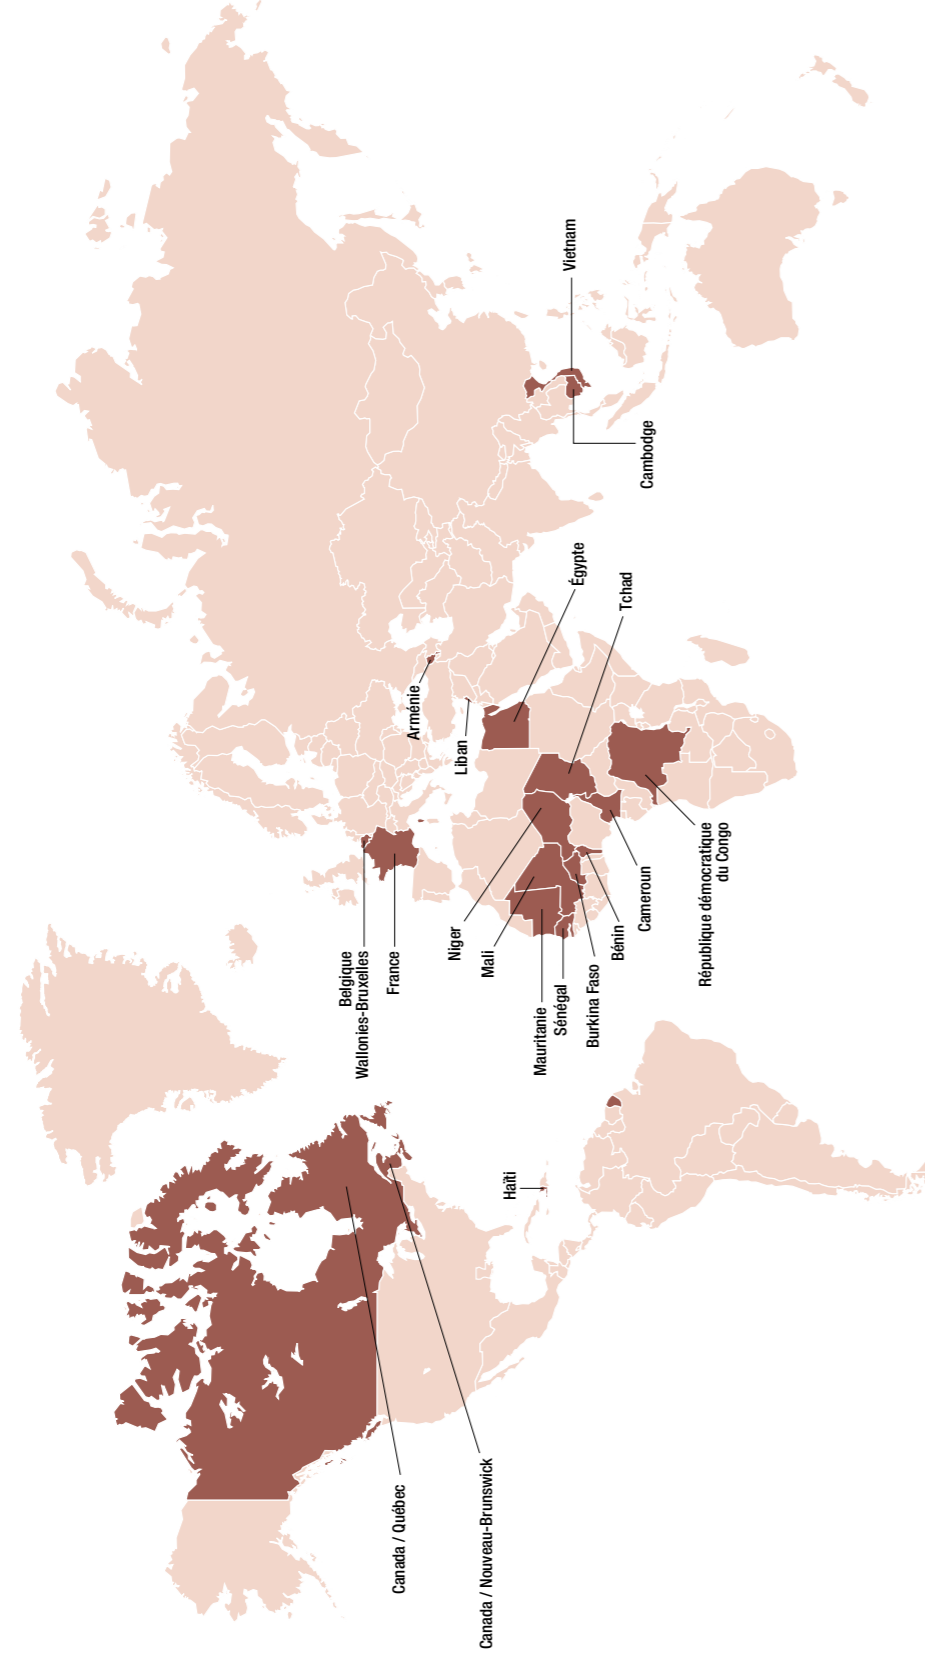 Canada / Québec
Canada / Nouveau-Brunswick
Haïti
Belgique
Wallonies-Bruxelles
France
Niger
Mali
Mauritanie
Sénégal
Burkina Faso
Bénin
Cameroun
République démocratique
du Congo
Arménie
Liban
Égypte
Tchad
Cambodge
Vietnam